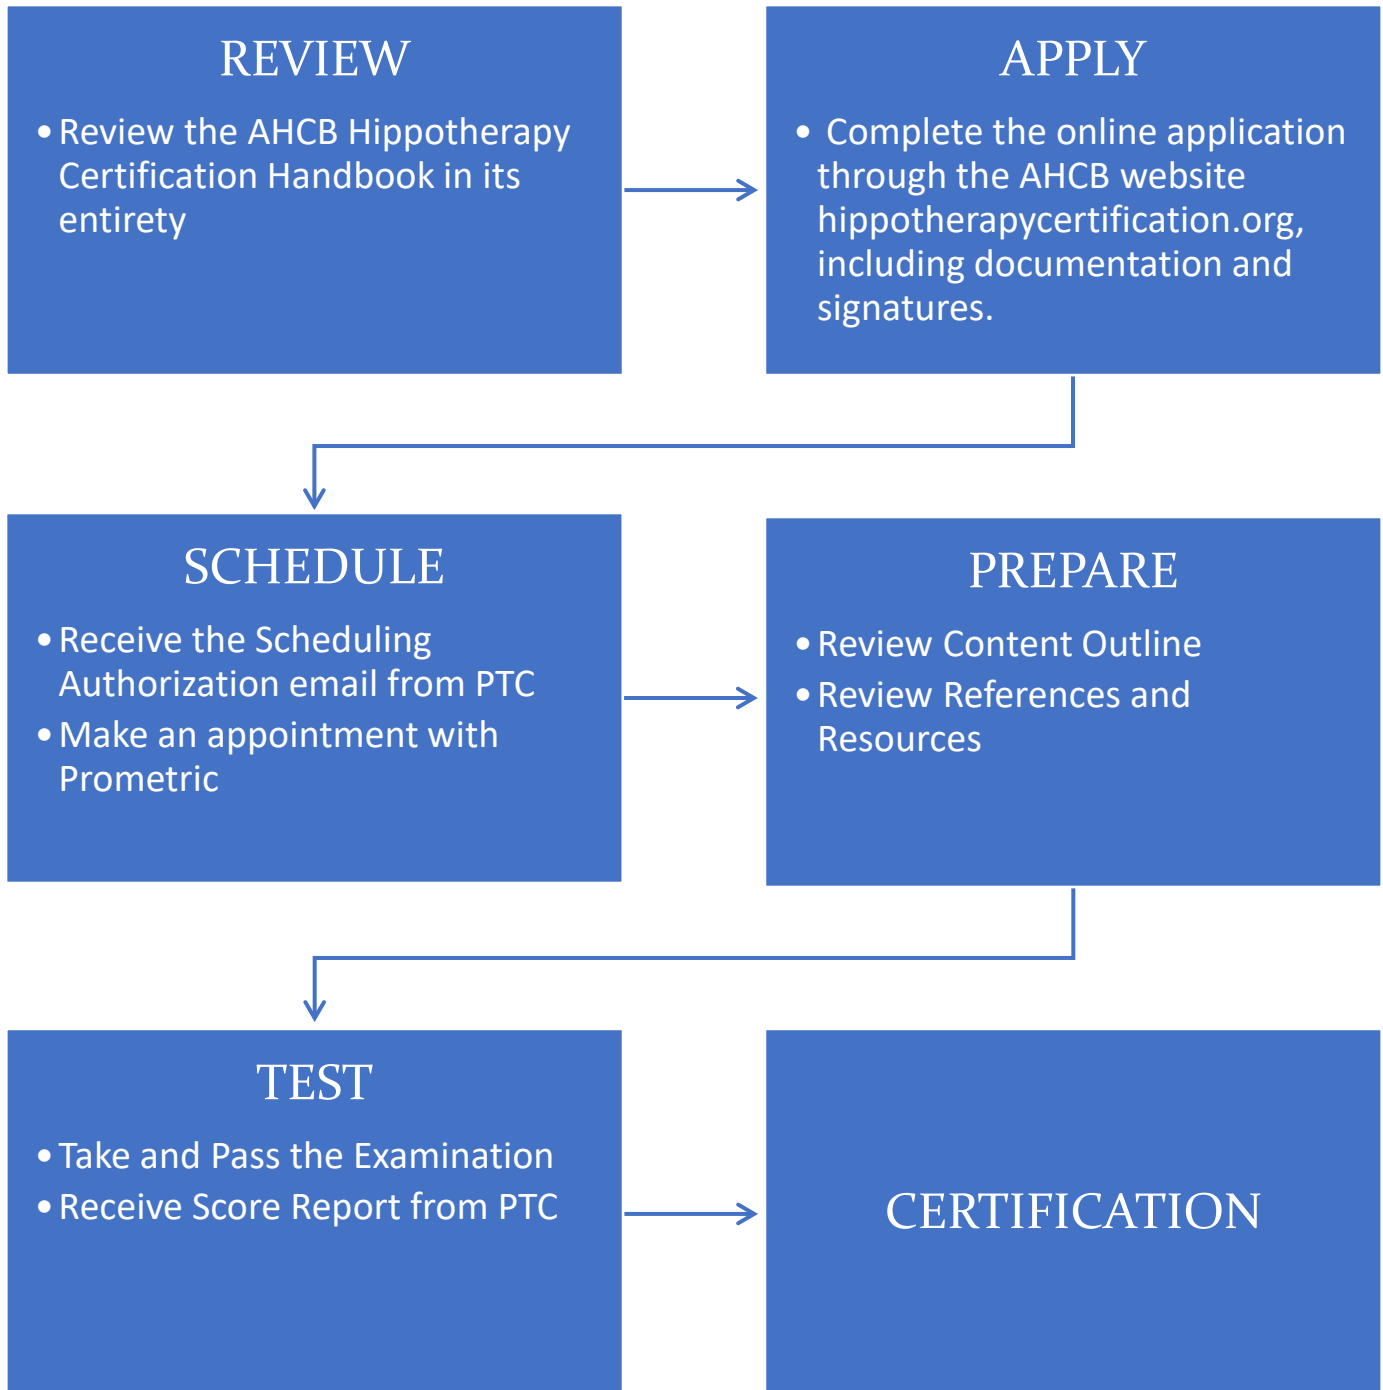 REVIEW
• Review the AHCB Hippotherapy
Certification Handbook in its
entirety
APPLY
• Complete the online application
through the AHCB website
hippotherapycertification.org,
including documentation and
signatures.
SCHEDULE
• Receive the Scheduling
Authorization email from PTC
• Make an appointment with
Prometric
PREPARE
• Review Content Outline
• Review References and
Resources
TEST
• Take and Pass the Examination
• Receive Score Report from PTC
CERTIFICATION